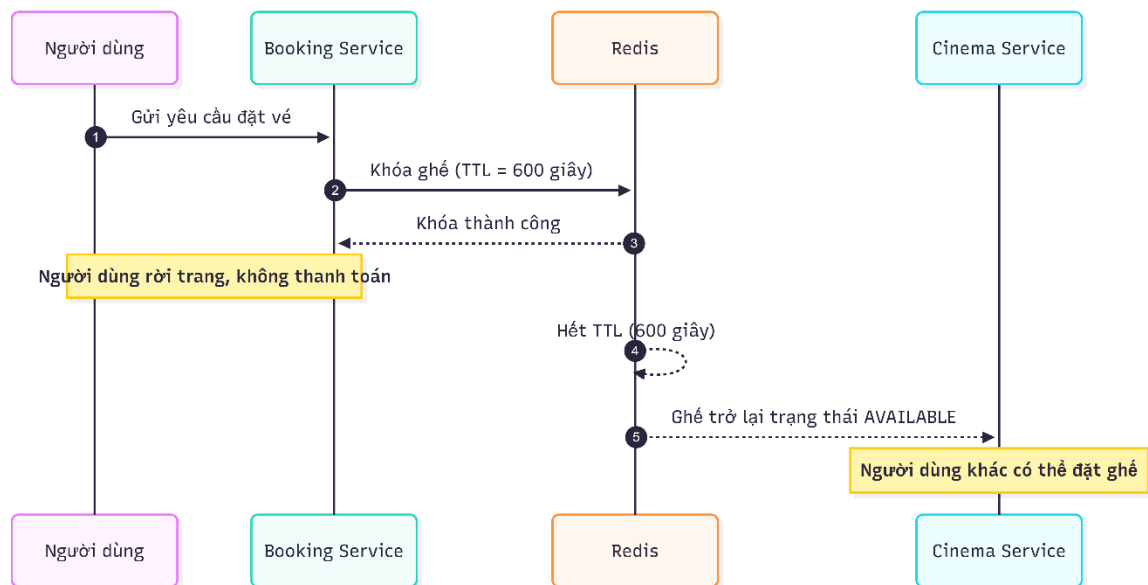 Người dùng
Booking Service
Redis
Cinema Service
1
Gửi yêu cầu đặt vé
2
Khóa ghế (TTL = 600 giây)
Khóa thành công
3
Người dùng rời trang, không thanh toán
Hết TTL (600 giây)
4
5
Ghế trở lại trạng thái AVAILABLE
Người dùng khác có thể đặt ghế
Người dùng
Booking Service
Redis
Cinema Service